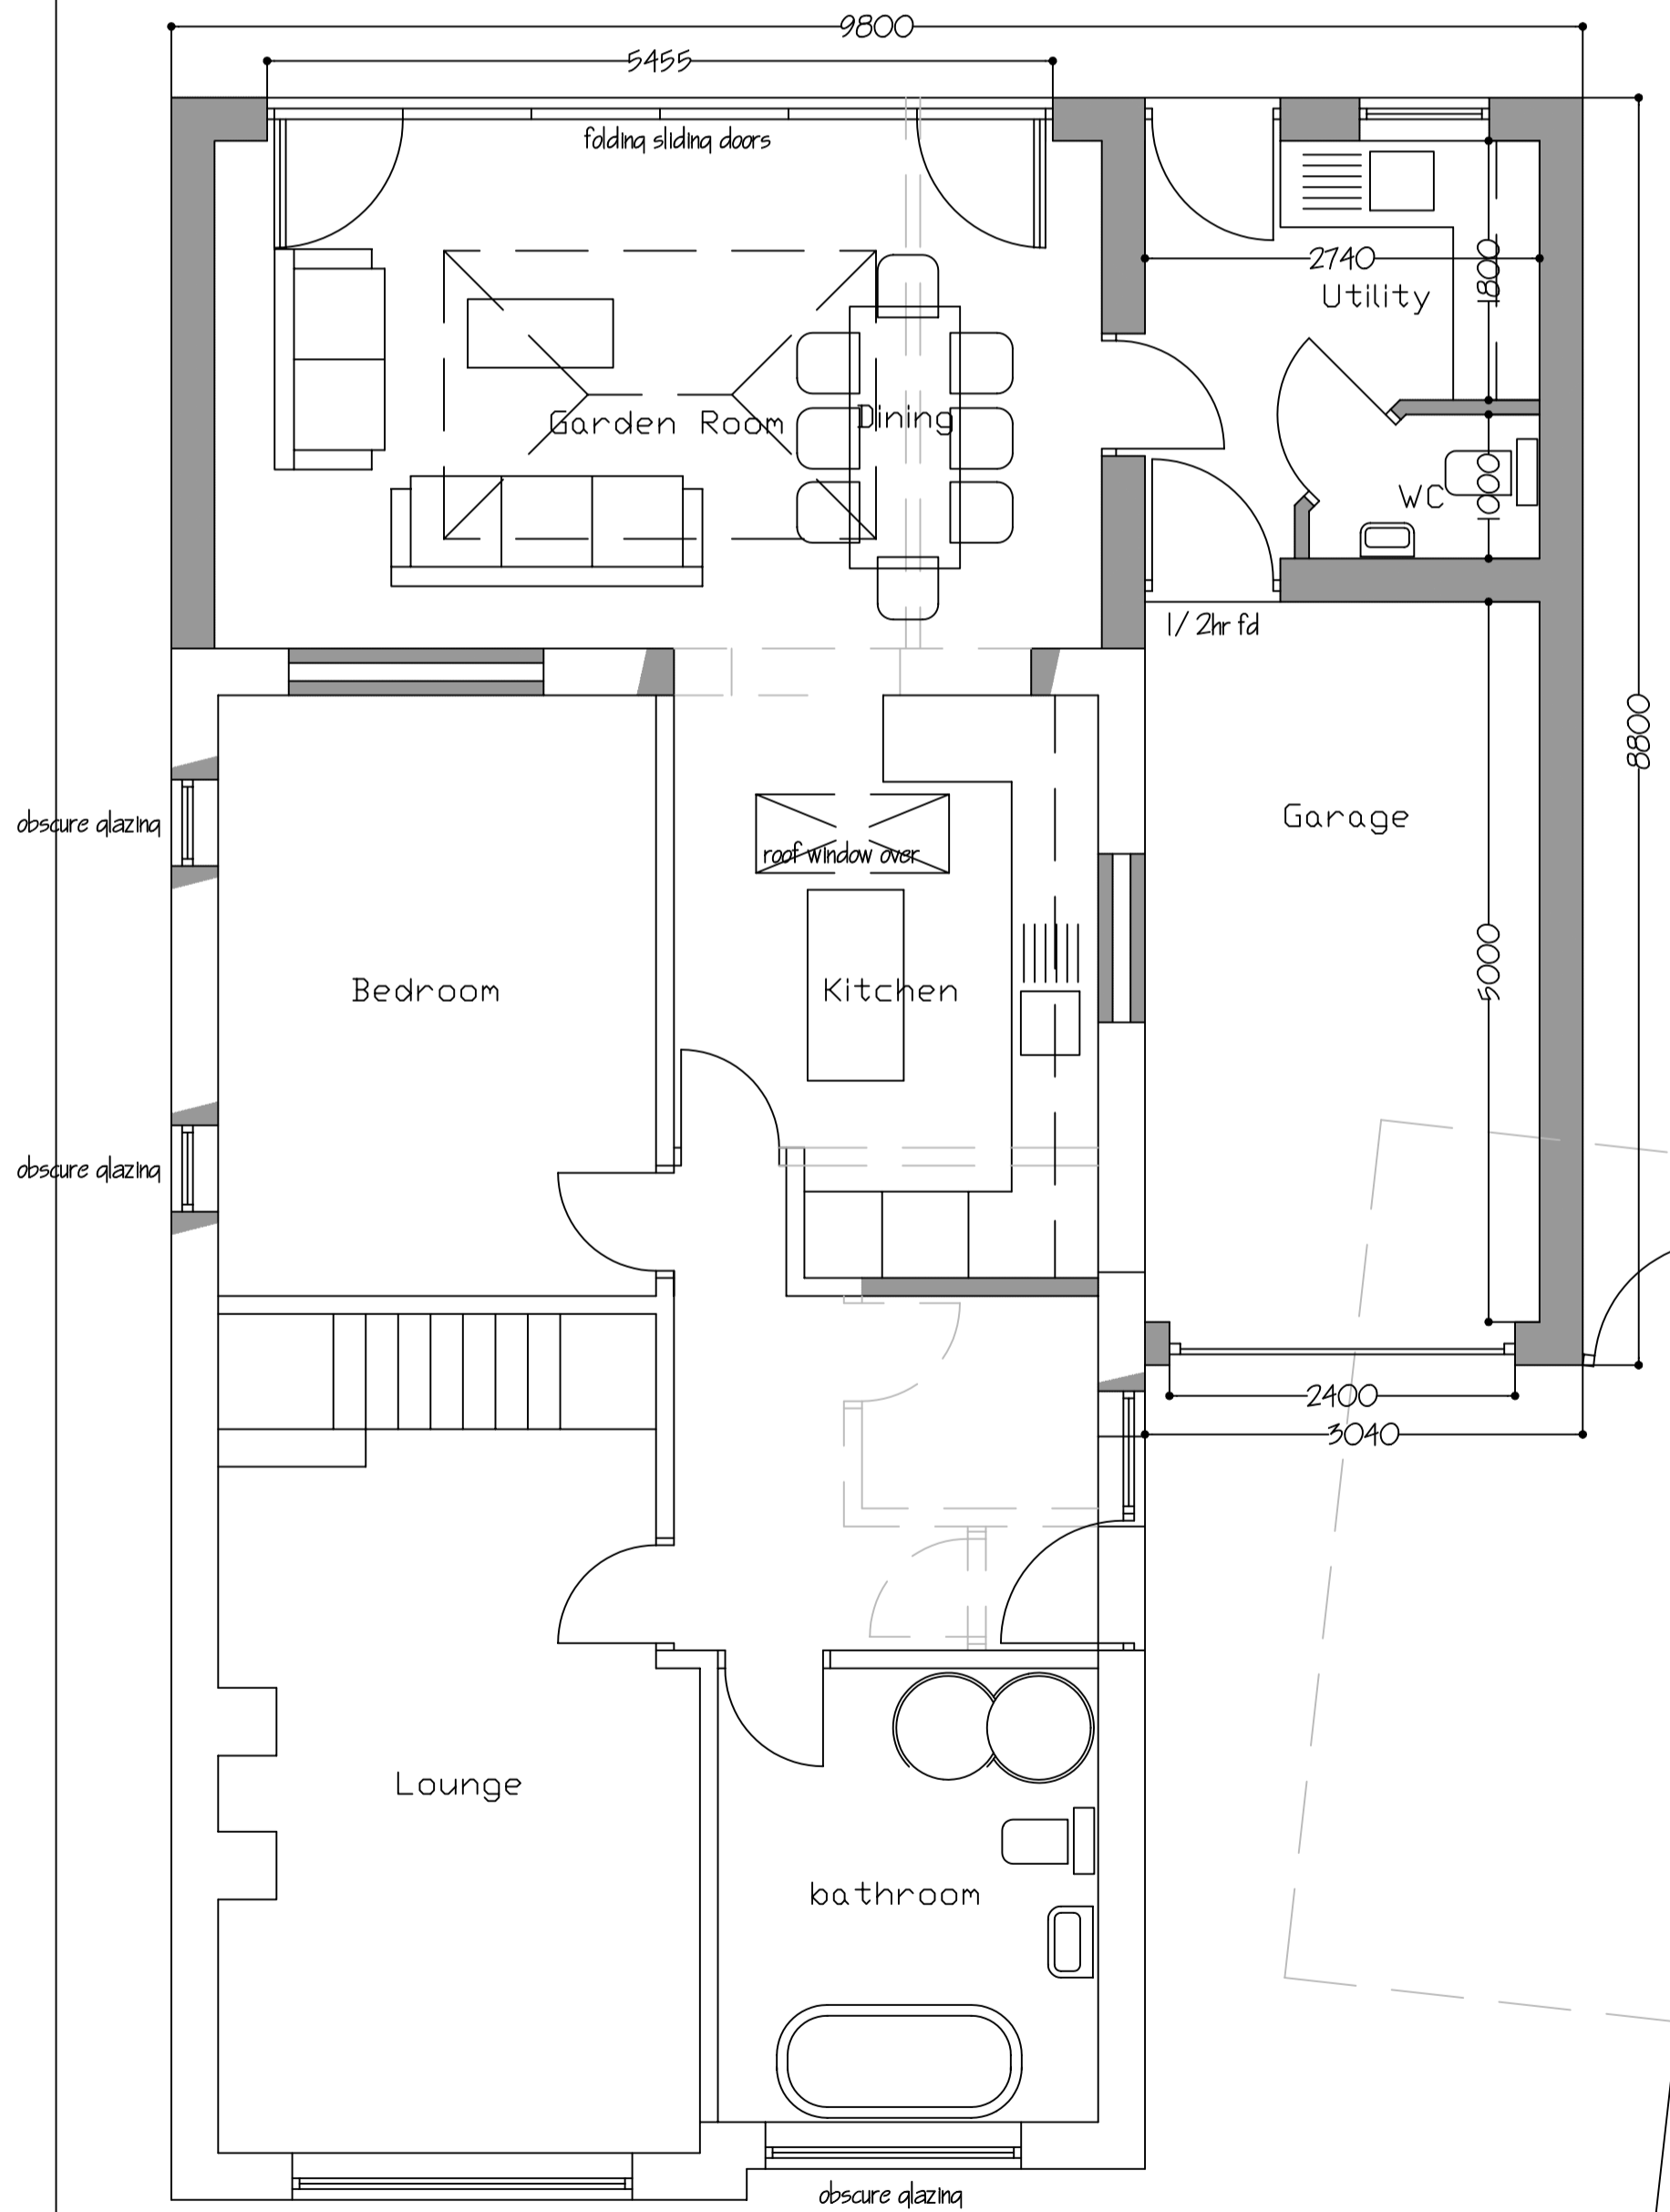 9800
5455
folding sliding doors
2740
Utility
1800
Garden Room
Dining
WC
1000
1/2hr fd
8800
Garage
obscure glazing
roof window over
5000
Bedroom
Kitchen
obscure glazing
2400
3040
Lounge
bathroom
obscure glazing